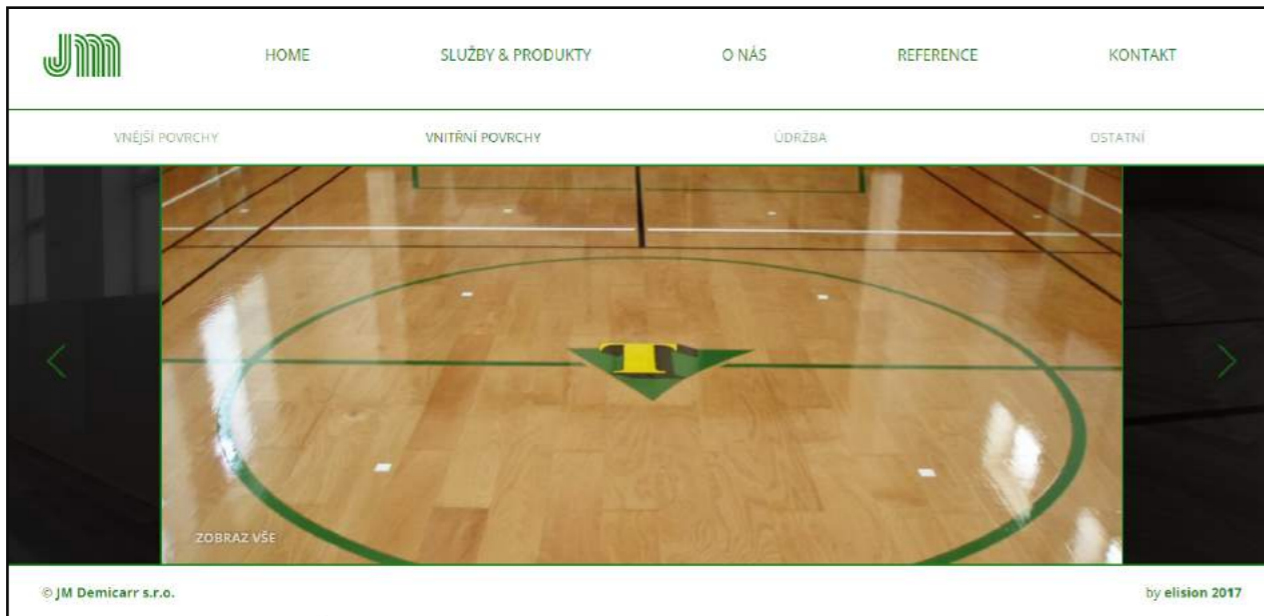 JM
HOME SLUŽBY & PRODUKTY O NÁS REFERENCE KONTAKT
VNĚJŠÍ POVRCHY VNITŘNÍ POVRCHY ÚDRŽBA OSTATNÍ
T
ZOBRAZ VŠE
© JM Demicarr s.r.o. by elision 2017